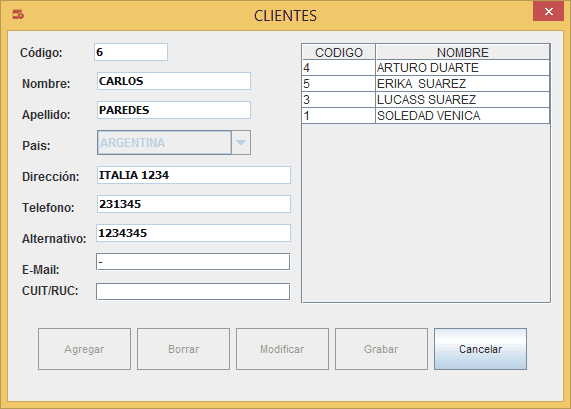 CLIENTES
Código: 6
Nombre: CARLOS
Apellido: PAREDES
Pais: ARGENTINA
Dirección: ITALIA 1234
Telefono: 231345
Alternativo: 1234345
E-Mail: -
CUIT/RUC:
CODIGO NOMBRE
4 ARTURO DUARTE
5 ERIKA  SUAREZ
3 LUCASS SUAREZ
1 SOLEDAD VENICA
Agregar Borrar Modificar Grabar Cancelar